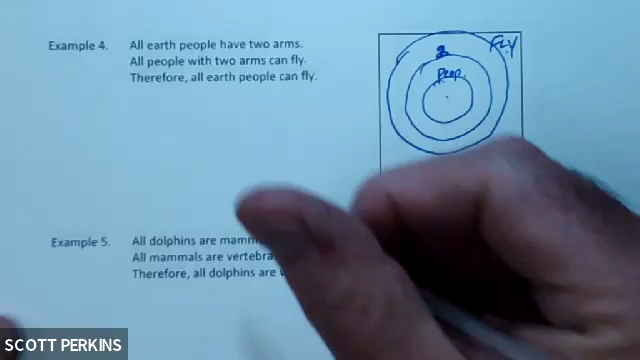 Example 4. All earth people have two arms.
All people with two arms can fly.
Therefore, all earth people can fly.
FLY
2
Peop.
Example 5. All dolphins are mamm
All mammals are vertebra
Therefore, all dolphins are
SCOTT PERKINS